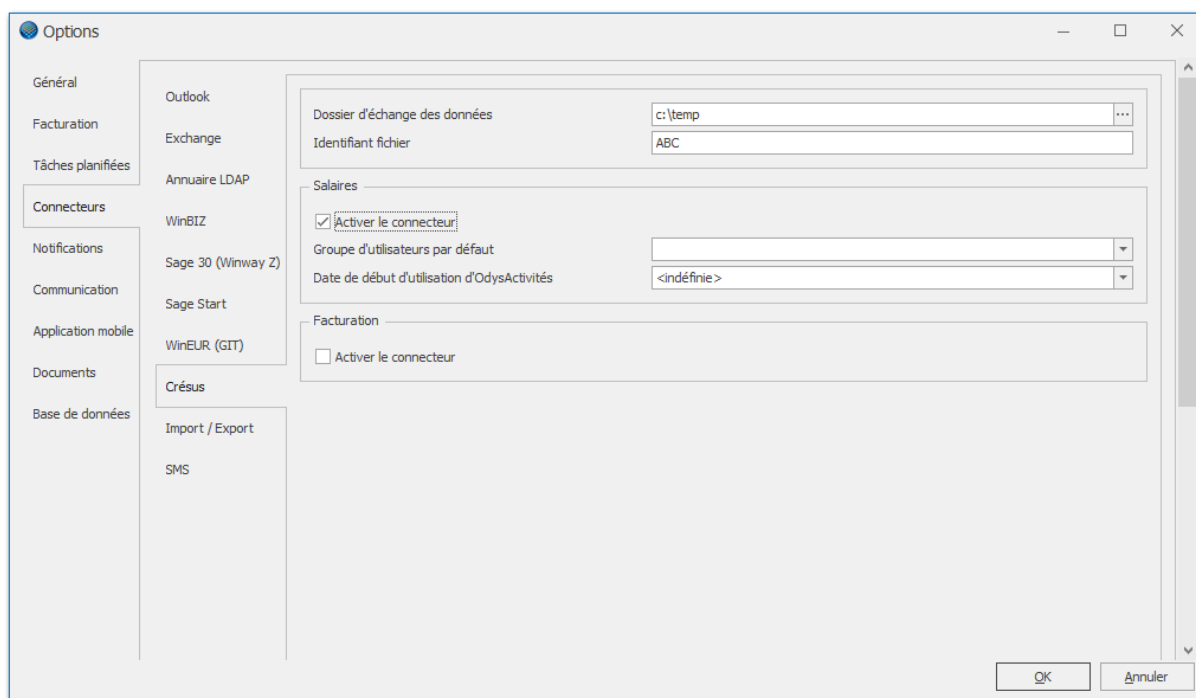 Options
Général
Facturation
Tâches planifiées
Connecteurs
Notifications
Communication
Application mobile
Documents
Base de données
Outlook
Exchange
Annuaire LDAP
WinBIZ
Sage 30 (Winway Z)
Sage Start
WinEUR (GIT)
Crésus
Import / Export
SMS
Dossier d'échange des données c:\temp ...
Identifiant fichier ABC
Salaires
Activer le connecteur
Groupe d'utilisateurs par défaut
Date de début d'utilisation d'OdysActivités <indéfinie>
Facturation
Activer le connecteur
OK Annuler